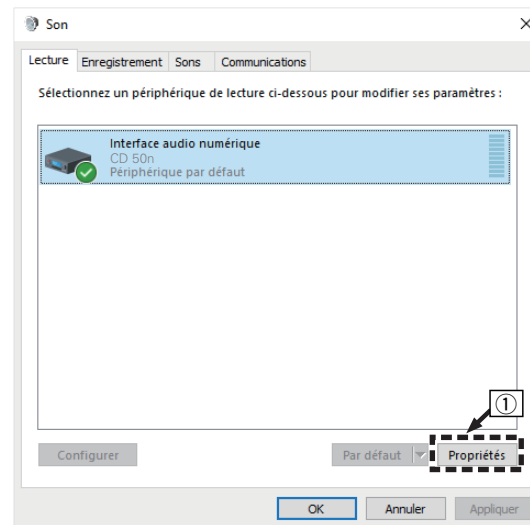 Son
Lecture Enregistrement Sons Communications
Sélectionnez un périphérique de lecture ci-dessous pour modifier ses paramètres :
Interface audio numérique
CD 50n
Périphérique par défaut
①
Configurer Par défaut Propriétés
OK Annuler Appliquer